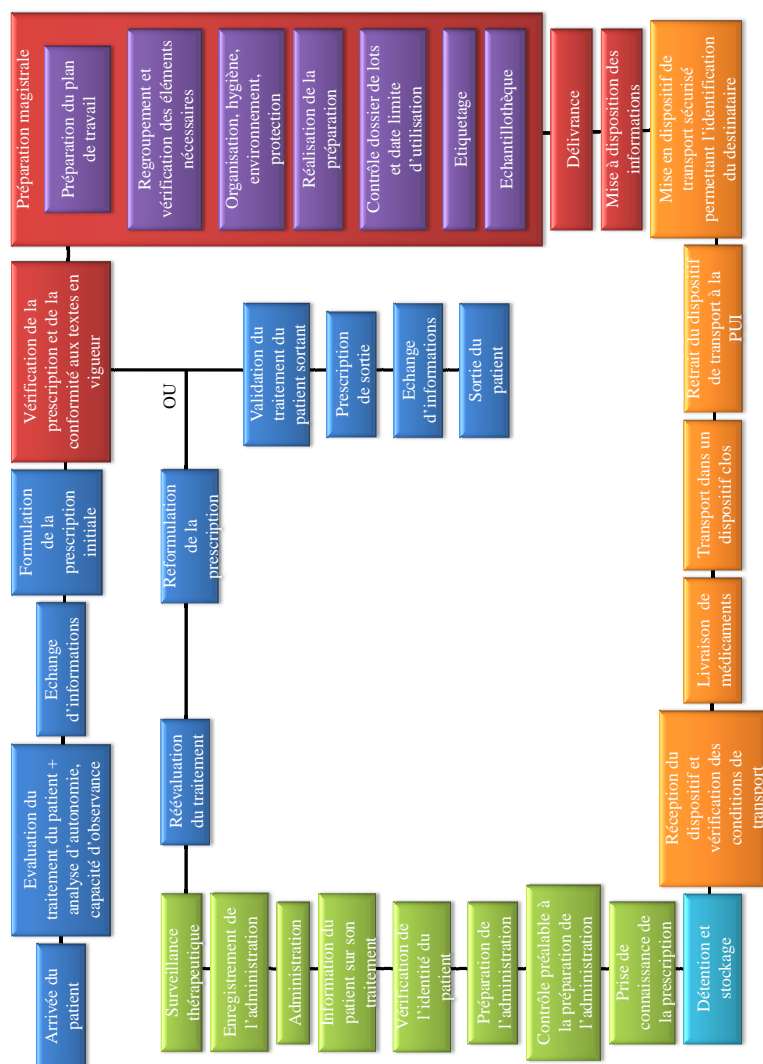 Arrivée du
patient
Evaluation du
traitement du patient +
analyse d’autonomie,
capacité d’observance
Echange
d’informations
Formulation
de la
prescription
initiale
Vérification de la
prescription et de la
conformité aux textes en
vigueur
Préparation magistrale
Préparation du plan
de travail
Regroupement et
vérification des éléments
nécessaires
Organisation, hygiène,
environnement,
protection
Réalisation de la
préparation
Contrôle dossier de lots
et date limite
d’utilisation
Etiquetage
Echantillothèque
Délivrance
Mise à disposition des
informations
Mise en dispositif de
transport sécurisé
permettant l’identification
du destinataire
Retrait du dispositif
de transport à la
PUI
Transport dans un
dispositif clos
Livraison de
médicaments
Réception du
dispositif et
vérification des
conditions de
transport
Détention et
stockage
Prise de
connaissance de
la prescription
Contrôle préalable à
la préparation de
l’administration
Préparation de
l’administration
Vérification de
l’identité du
patient
Information du
patient sur son
traitement
Administration
Enregistrement de
l’administration
Surveillance
thérapeutique
Réévaluation
du traitement
Reformulation
de la
prescription
OU
Validation du
traitement du
patient sortant
Prescription
de sortie
Echange
d’informations
Sortie du
patient